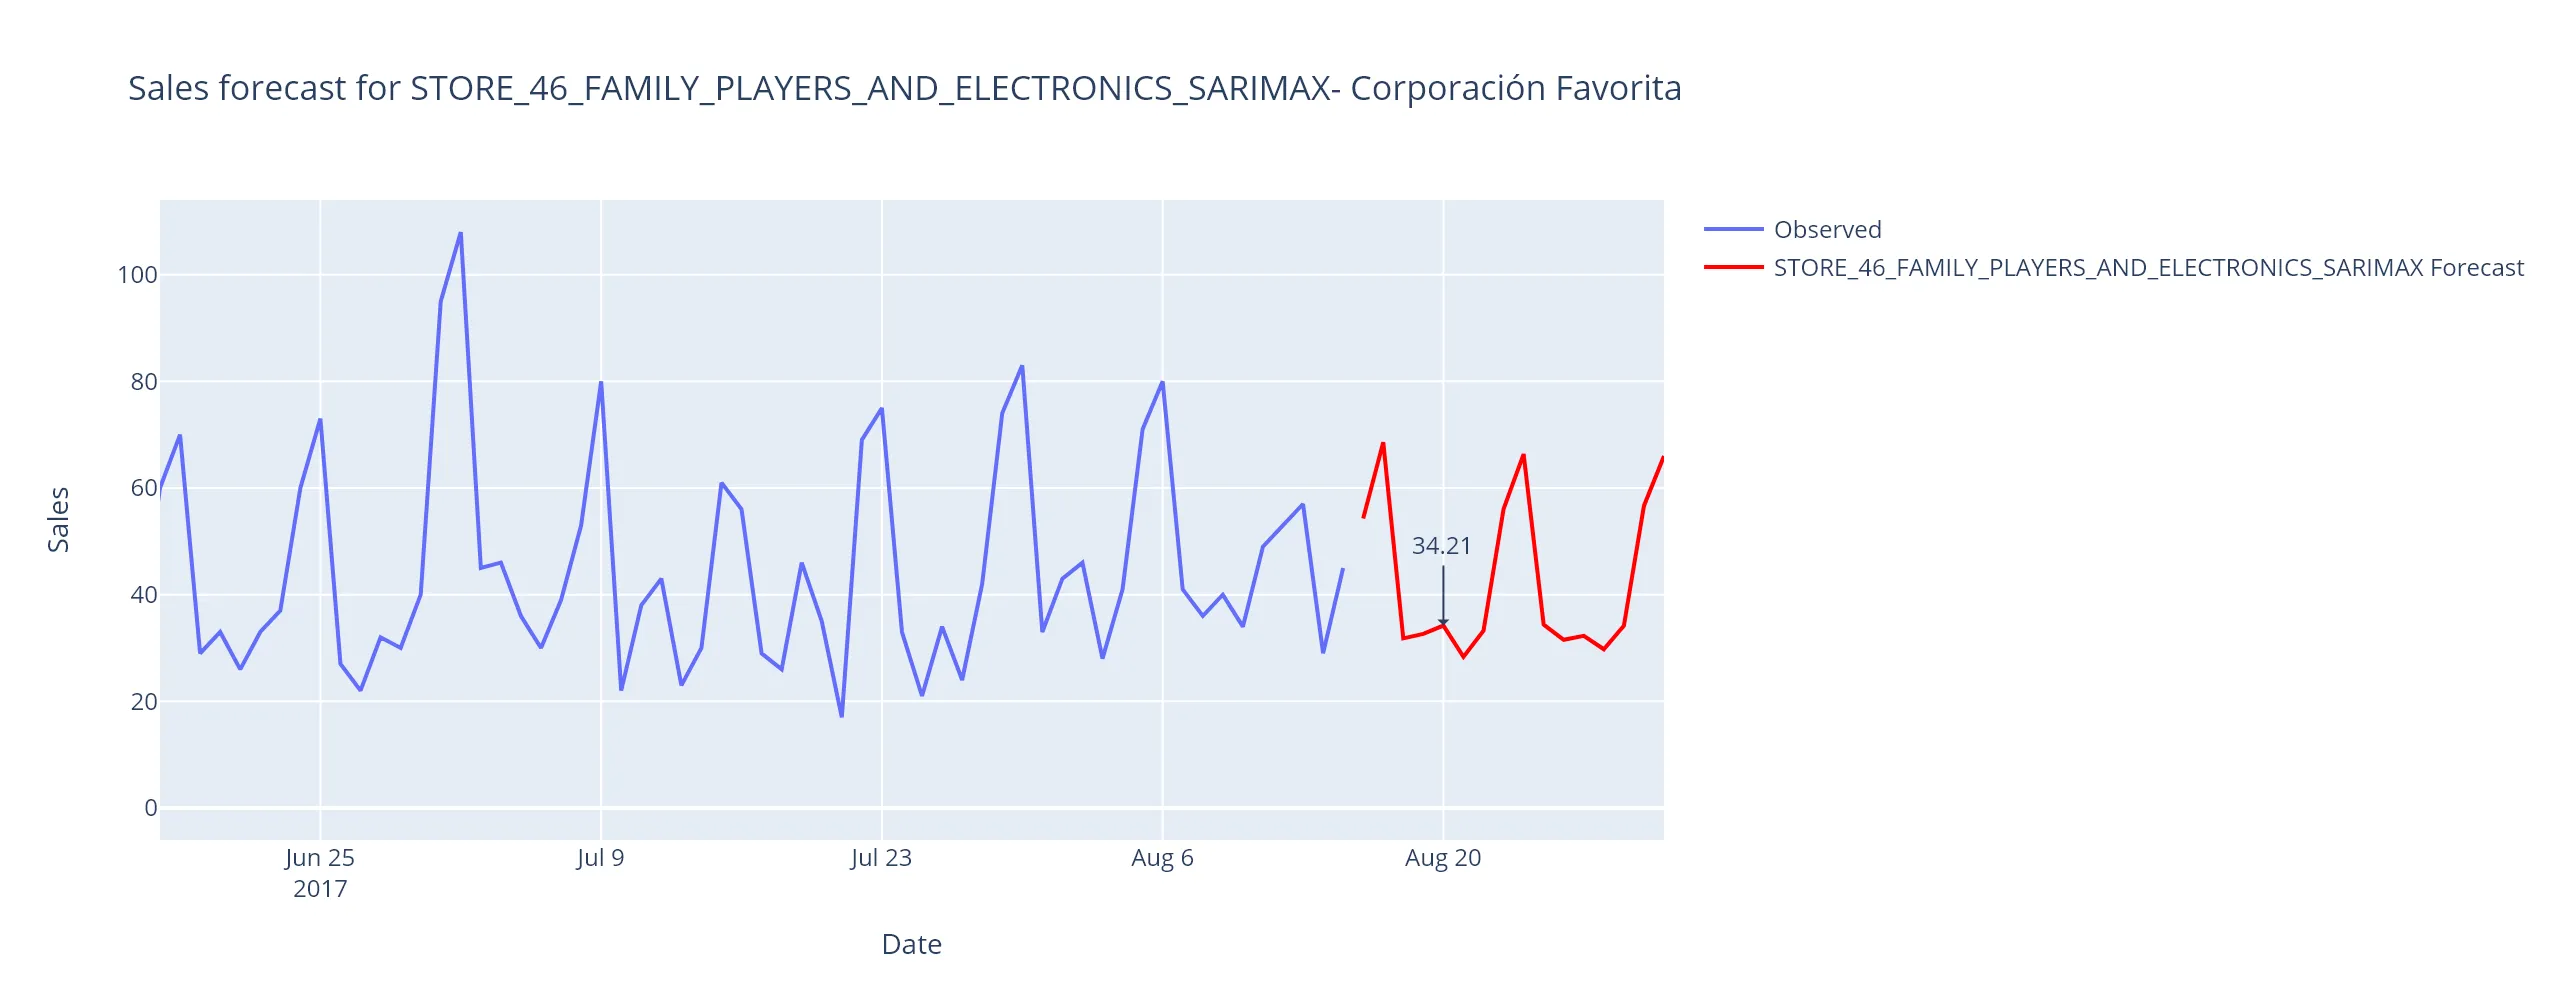 Sales forecast for STORE_46_FAMILY_PLAYERS_AND_ELECTRONICS_SARIMAX- Corporación Favorita
Observed
STORE_46_FAMILY_PLAYERS_AND_ELECTRONICS_SARIMAX Forecast
100
80
60
40
20
0
Sales
34.21
Jun 25
2017
Jul 9
Jul 23
Aug 6
Aug 20
Date